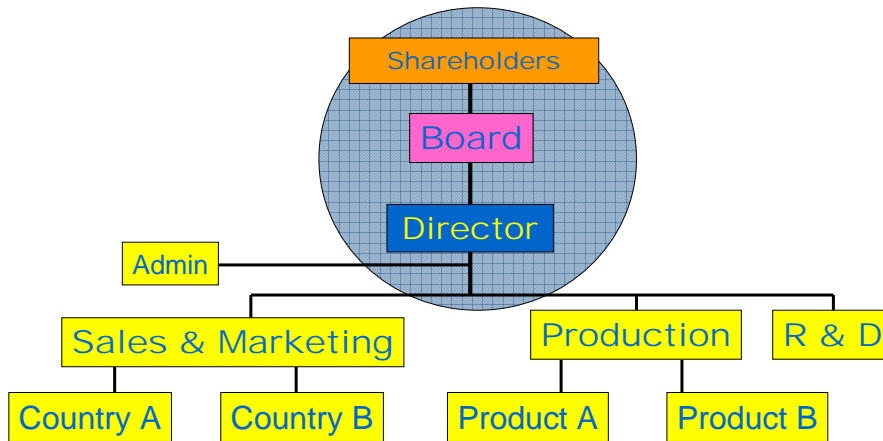 Shareholders
Board
Director
Admin
Sales & Marketing
Production
R & D
Country A
Country B
Product A
Product B